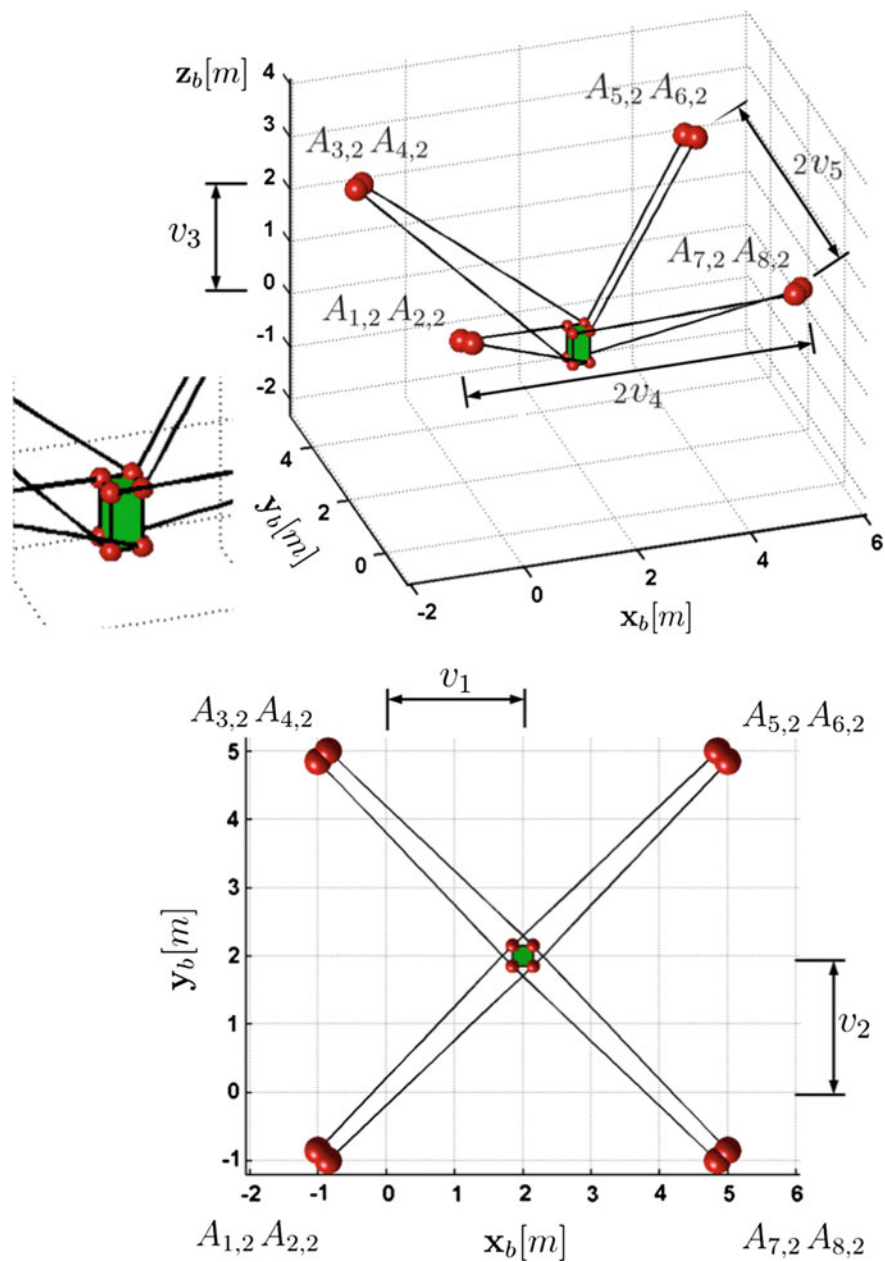 z_b[m]
4
3
2
1
0
-1
-2
A_{3,2} A_{4,2}
A_{5,2} A_{6,2}
v_3
2v_5
A_{7,2} A_{8,2}
A_{1,2} A_{2,2}
2v_4
4
2
0
y_b[m]
-2
0
2
4
6
x_b[m]
v_1
A_{3,2} A_{4,2}
A_{5,2} A_{6,2}
5
4
3
2
1
0
-1
y_b[m]
v_2
-2
-1
0
1
2
3
4
5
6
A_{1,2} A_{2,2}
x_b[m]
A_{7,2} A_{8,2}